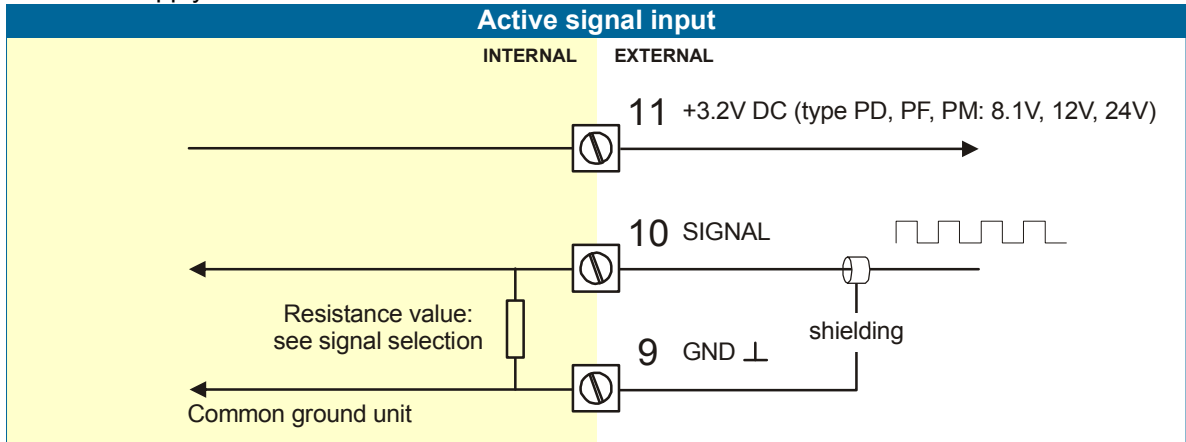 Active signal input
INTERNAL EXTERNAL
11 +3.2V DC (type PD, PF, PM: 8.1V, 12V, 24V)
10 SIGNAL
Resistance value:
see signal selection
shielding
9 GND ⊥
Common ground unit